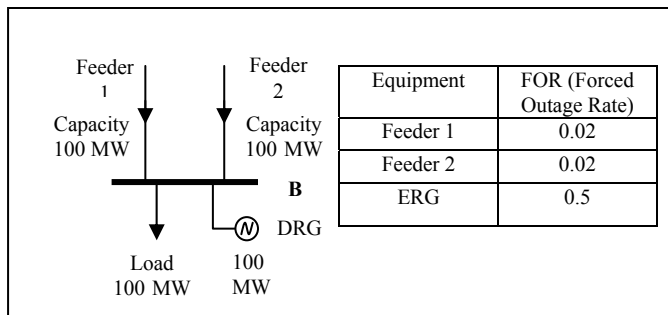 Feeder
1
Capacity
100 MW
Feeder
2
Capacity
100 MW
B
N
DRG
Load
100 MW
100
MW
Equipment
FOR (Forced
Outage Rate)
Feeder 1
0.02
Feeder 2
0.02
ERG
0.5